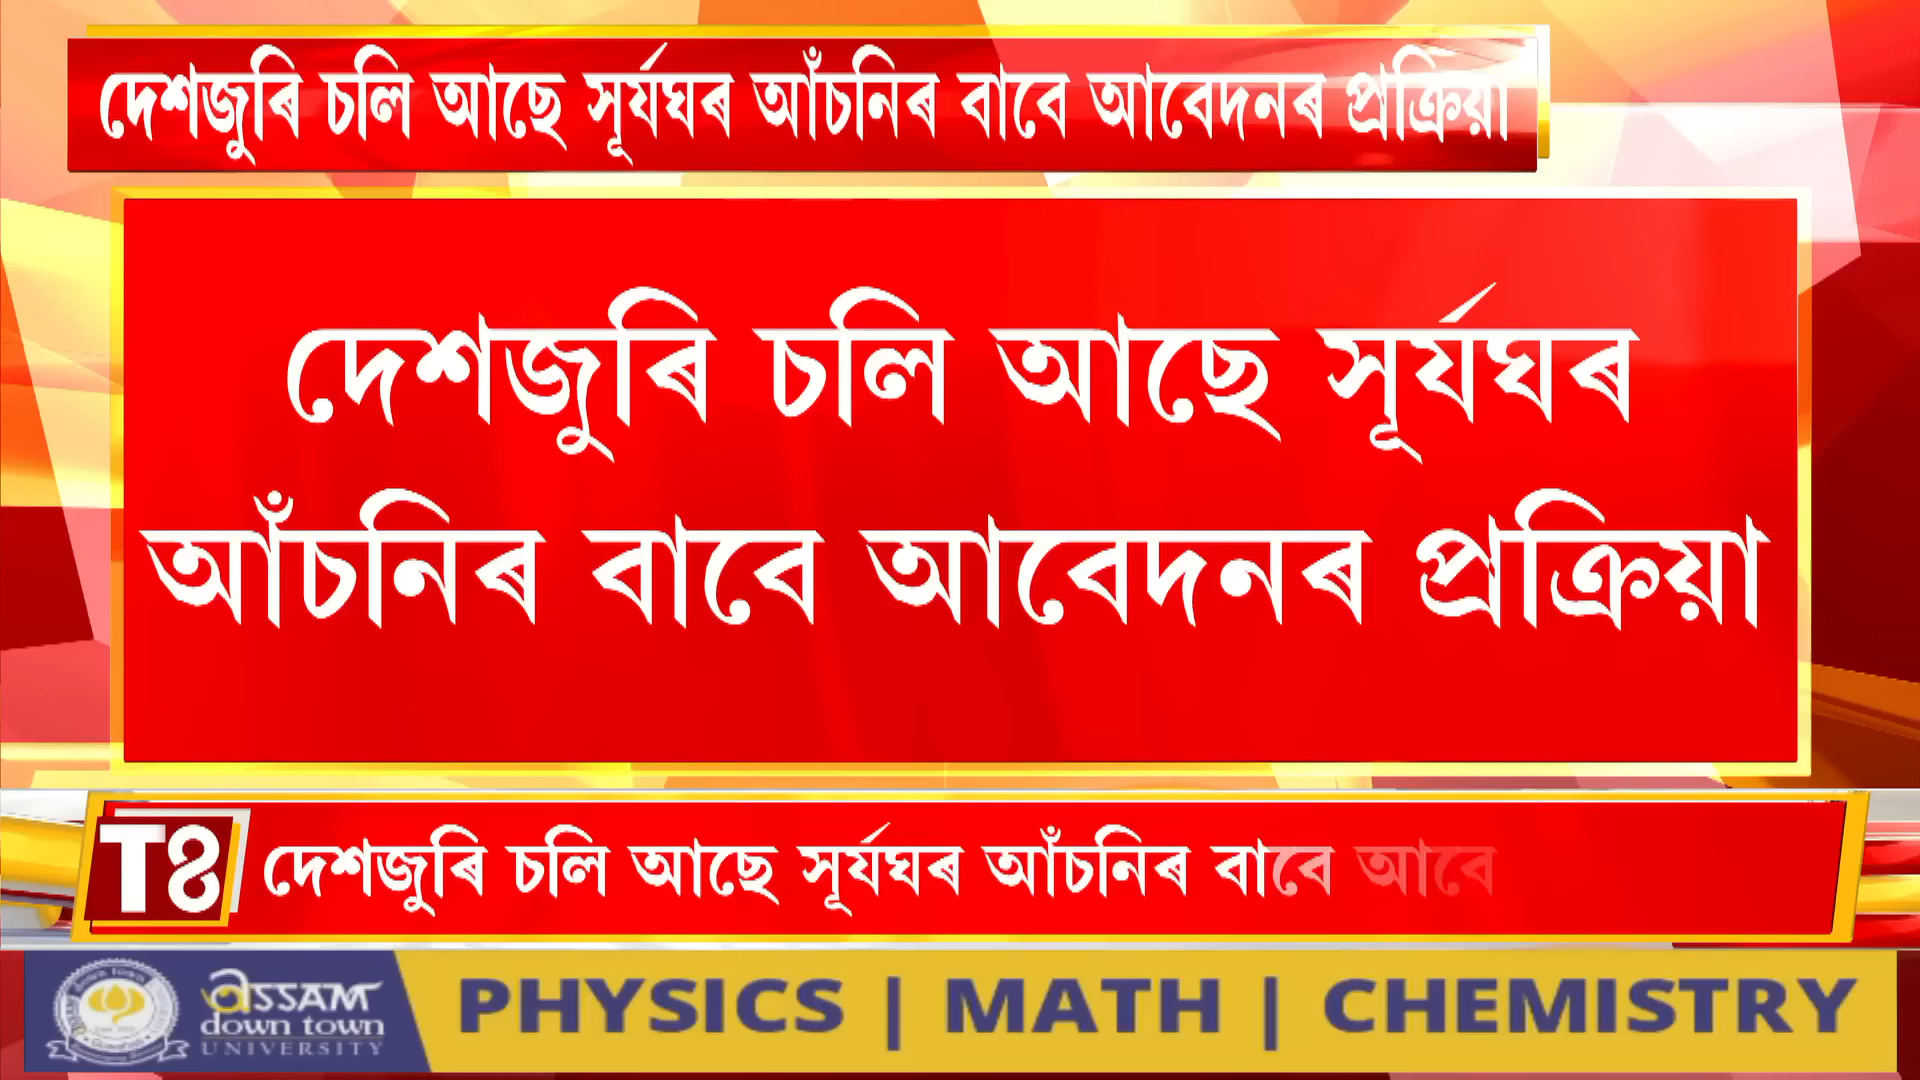 দেশজুৰি চলি আছে সূৰ্যঘৰ আঁচনিৰ বাবে আবেদনৰ প্ৰক্ৰিয়া
দেশজুৰি চলি আছে সূৰ্যঘৰ
আঁচনিৰ বাবে আবেদনৰ প্ৰক্ৰিয়া
T8 দেশজুৰি চলি আছে সূৰ্যঘৰ আঁচনিৰ বাবে আবে
ASSAM
down town
UNIVERSITY
PHYSICS | MATH | CHEMISTRY